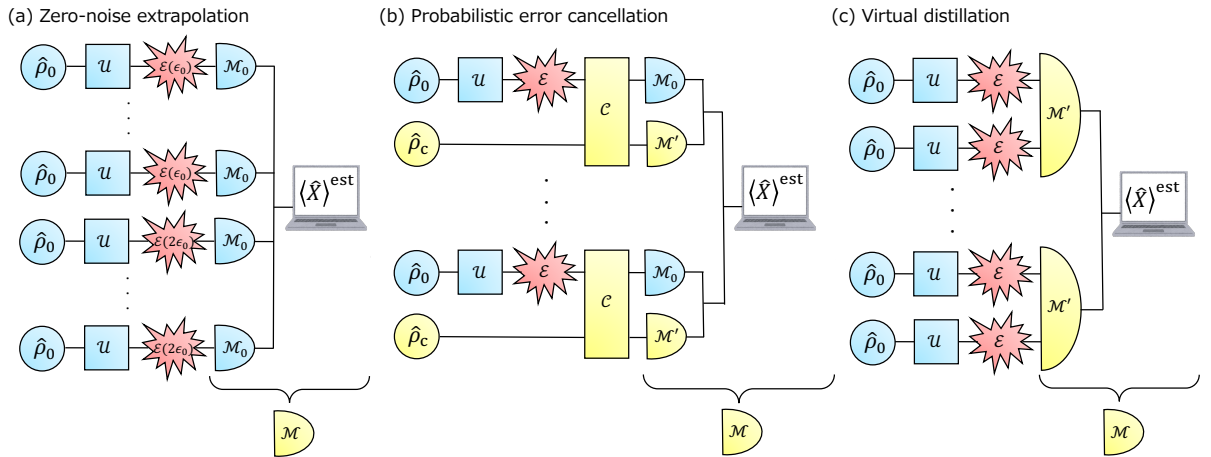 (a) Zero-noise extrapolation
ρ̂₀ 𝒰 ℰ(ϵ₀) ℳ₀
ρ̂₀ 𝒰 ℰ(ϵ₀) ℳ₀
ρ̂₀ 𝒰 ℰ(2ϵ₀) ℳ₀
ρ̂₀ 𝒰 ℰ(2ϵ₀) ℳ₀
⟨X̂⟩ᵉˢᵗ
ℳ
(b) Probabilistic error cancellation
ρ̂₀ 𝒰 ℰ 𝒞 ℳ₀
ρ̂c ℳ′
ρ̂₀ 𝒰 ℰ 𝒞 ℳ₀
ρ̂c ℳ′
⟨X̂⟩ᵉˢᵗ
ℳ
(c) Virtual distillation
ρ̂₀ 𝒰 ℰ
ℳ′
ρ̂₀ 𝒰 ℰ
ρ̂₀ 𝒰 ℰ
ℳ′
ρ̂₀ 𝒰 ℰ
⟨X̂⟩ᵉˢᵗ
ℳ